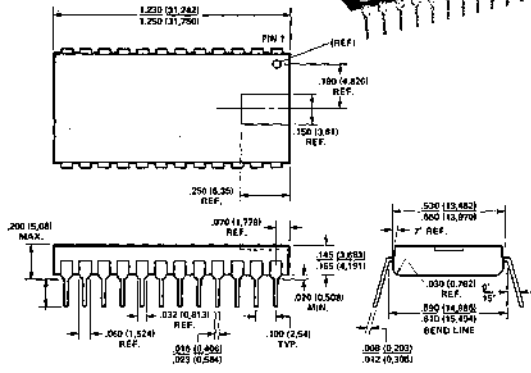 1.230 (31,242)
1.250 (31,750)
PIN 1
(REF)
.190 (4,826)
REF.
.150 (3,81)
REF.
.250 (6,35)
REF.
.200 (5,08)
MAX.
.070 (1,778)
REF.
.145 (3,683)
.165 (4,191)
.020 (0,508)
MIN.
.032 (0,813)
REF.
.060 (1,524)
REF.
.016 (0,406)
.023 (0,584)
.100 (2,54)
TYP.
.530 (13,462)
.550 (13,970)
7° REF.
.030 (0,762)
REF.
0°
15°
.590 (14,986)
.610 (15,494)
BEND LINE
.008 (0,203)
.012 (0,305)